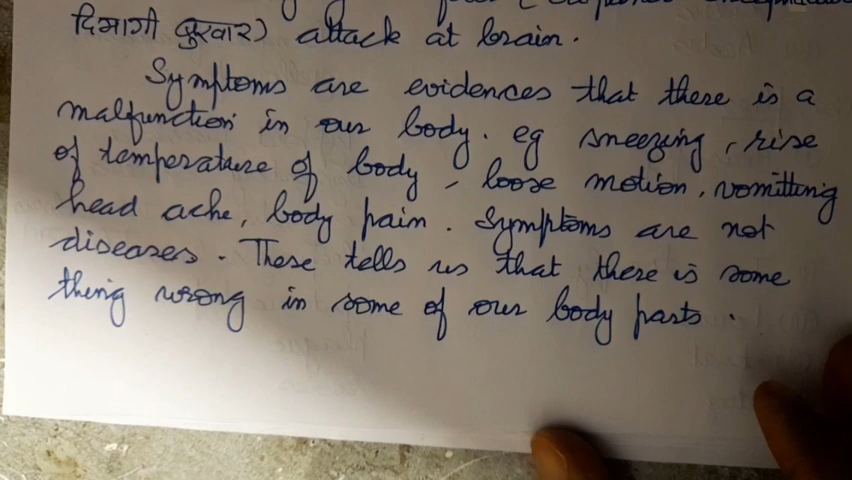 दिमागी बुखार) attack at brain.
Symptoms are evidences that there is a
malfunction in our body. eg sneezing, rise
of temperature of body, loose motion, vomitting
head ache, body pain. Symptoms are not
diseases. These tells us that there is some
thing wrong in some of our body parts.